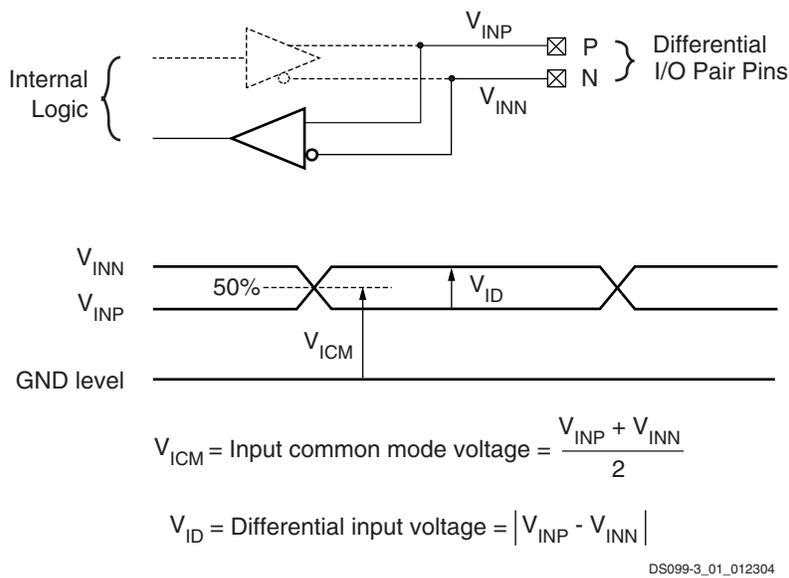 V_INP
P
Differential
I/O Pair Pins
N
V_INN
Internal
Logic
V_INN
50%
V_ID
V_INP
V_ICM
GND level
V_ICM = Input common mode voltage = (V_INP + V_INN) / 2
V_ID = Differential input voltage = |V_INP - V_INN|
DS099-3_01_012304